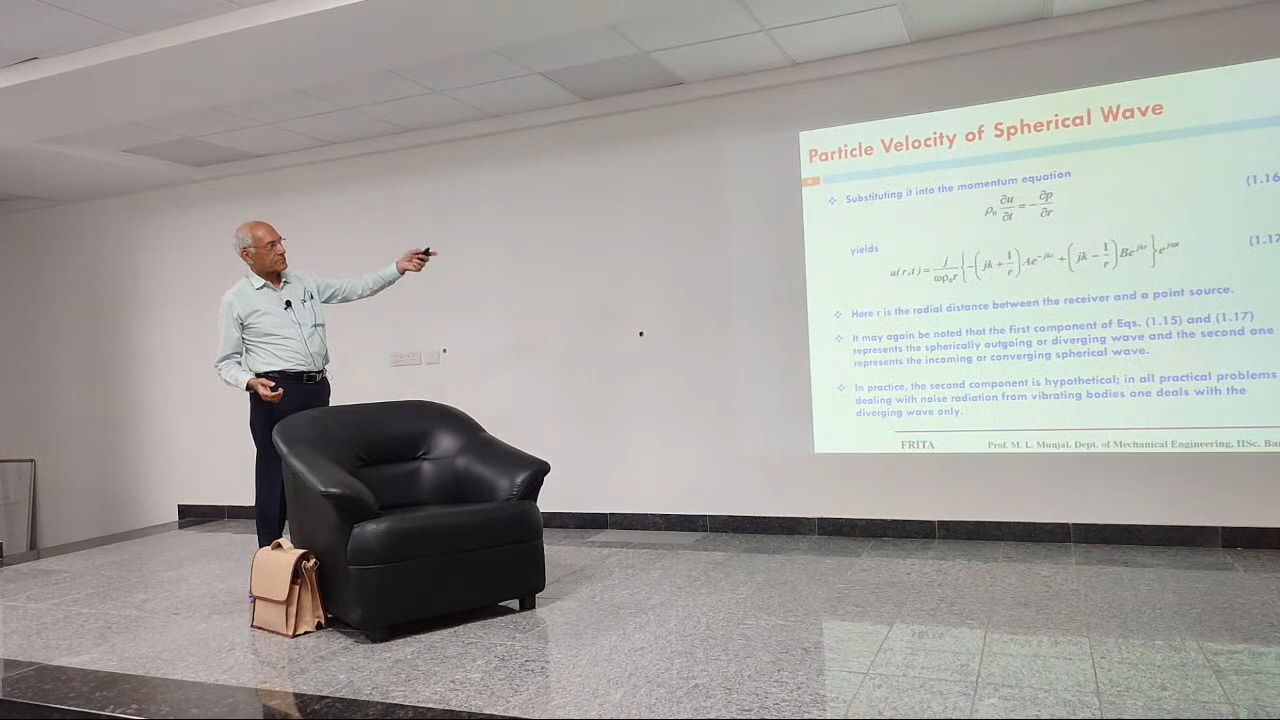 Particle Velocity of Spherical Wave
❖ Substituting it into the momentum equation (1.16
ρ₀ ∂u/∂t = −∂p/∂r
yields (1.17
u(r,t) = j/(ωρ₀r) {−(jk + 1/r) Ae^{−jkr} + (jk − 1/r) Be^{jkr}} e^{jωt}
❖ Here r is the radial distance between the receiver and a point source.
❖ It may again be noted that the first component of Eqs. (1.15) and (1.17)
represents the spherically outgoing or diverging wave and the second one
represents the incoming or converging spherical wave.
❖ In practice, the second component is hypothetical; in all practical problems
dealing with noise radiation from vibrating bodies one deals with the
diverging wave only.
FRITA Prof. M. L. Munjal, Dept. of Mechanical Engineering, IISc, Ban